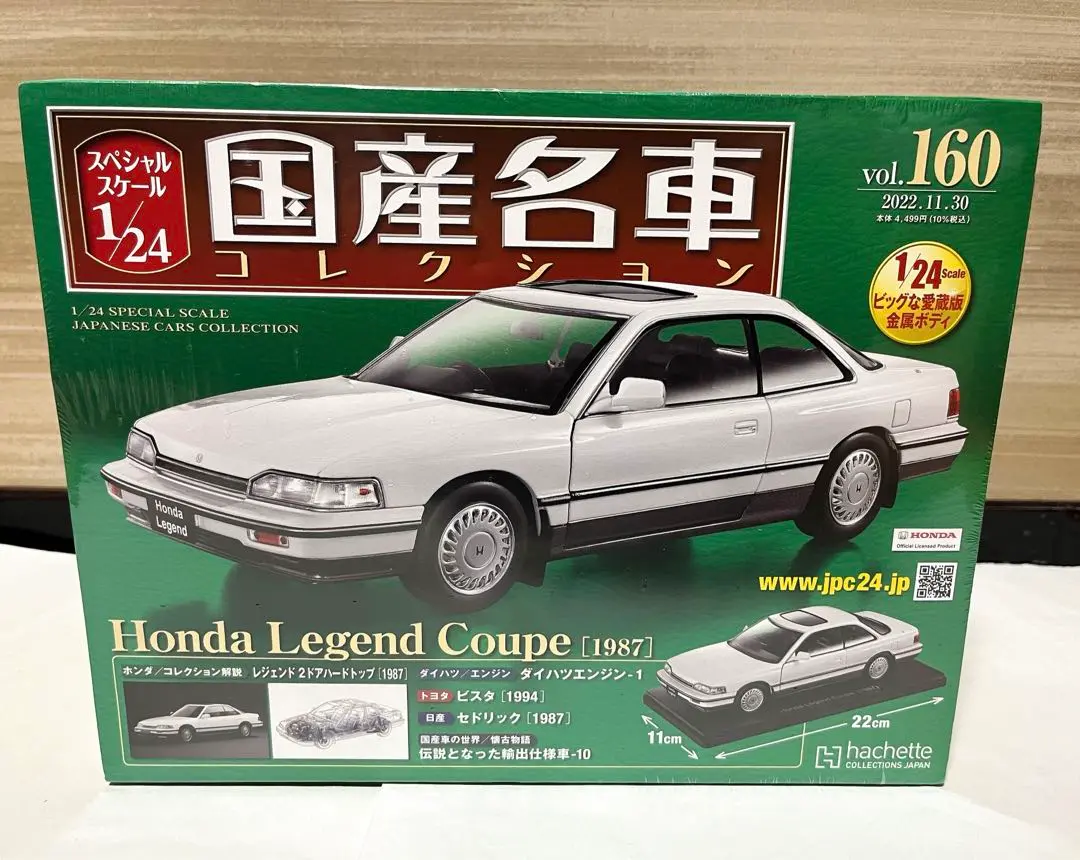 スペシャル
スケール
1/24
国産名車
コレクション
1/24 SPECIAL SCALE
JAPANESE CARS COLLECTION
vol.160
2022.11.30
本体 4,499円 (10%税込)
1/24 Scale
ビッグな愛蔵版
金属ボディ
Honda
Legend
HONDA
Official Licensed Product
www.jpc24.jp
Honda Legend Coupe [1987]
ホンダ/コレクション解説 レジェンド2ドアハードトップ [1987]
ダイハツ/エンジン ダイハツエンジン-1
トヨタ ビスタ [1994]
日産 セドリック [1987]
国産車の世界/懐古物語
伝説となった輸出仕様車-10
11cm
22cm
hachette
COLLECTIONS JAPAN